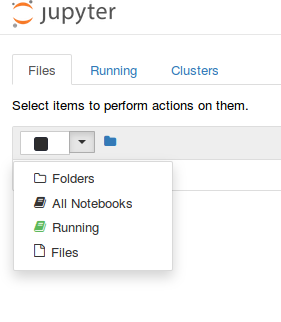 jupyter
Files Running Clusters
Select items to perform actions on them.
Folders
All Notebooks
Running
Files